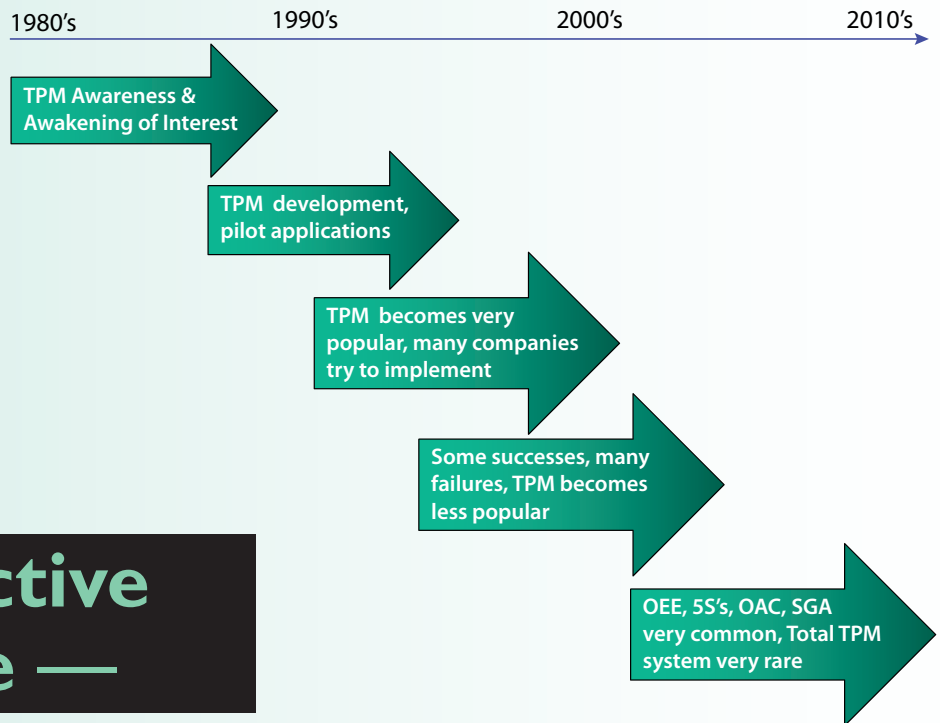 1980's 1990's 2000's 2010's
TPM Awareness &
Awakening of Interest
TPM development,
pilot applications
TPM becomes very
popular, many companies
try to implement
Some successes, many
failures, TPM becomes
less popular
ctive
e —
OEE, 5S's, OAC, SGA
very common, Total TPM
system very rare